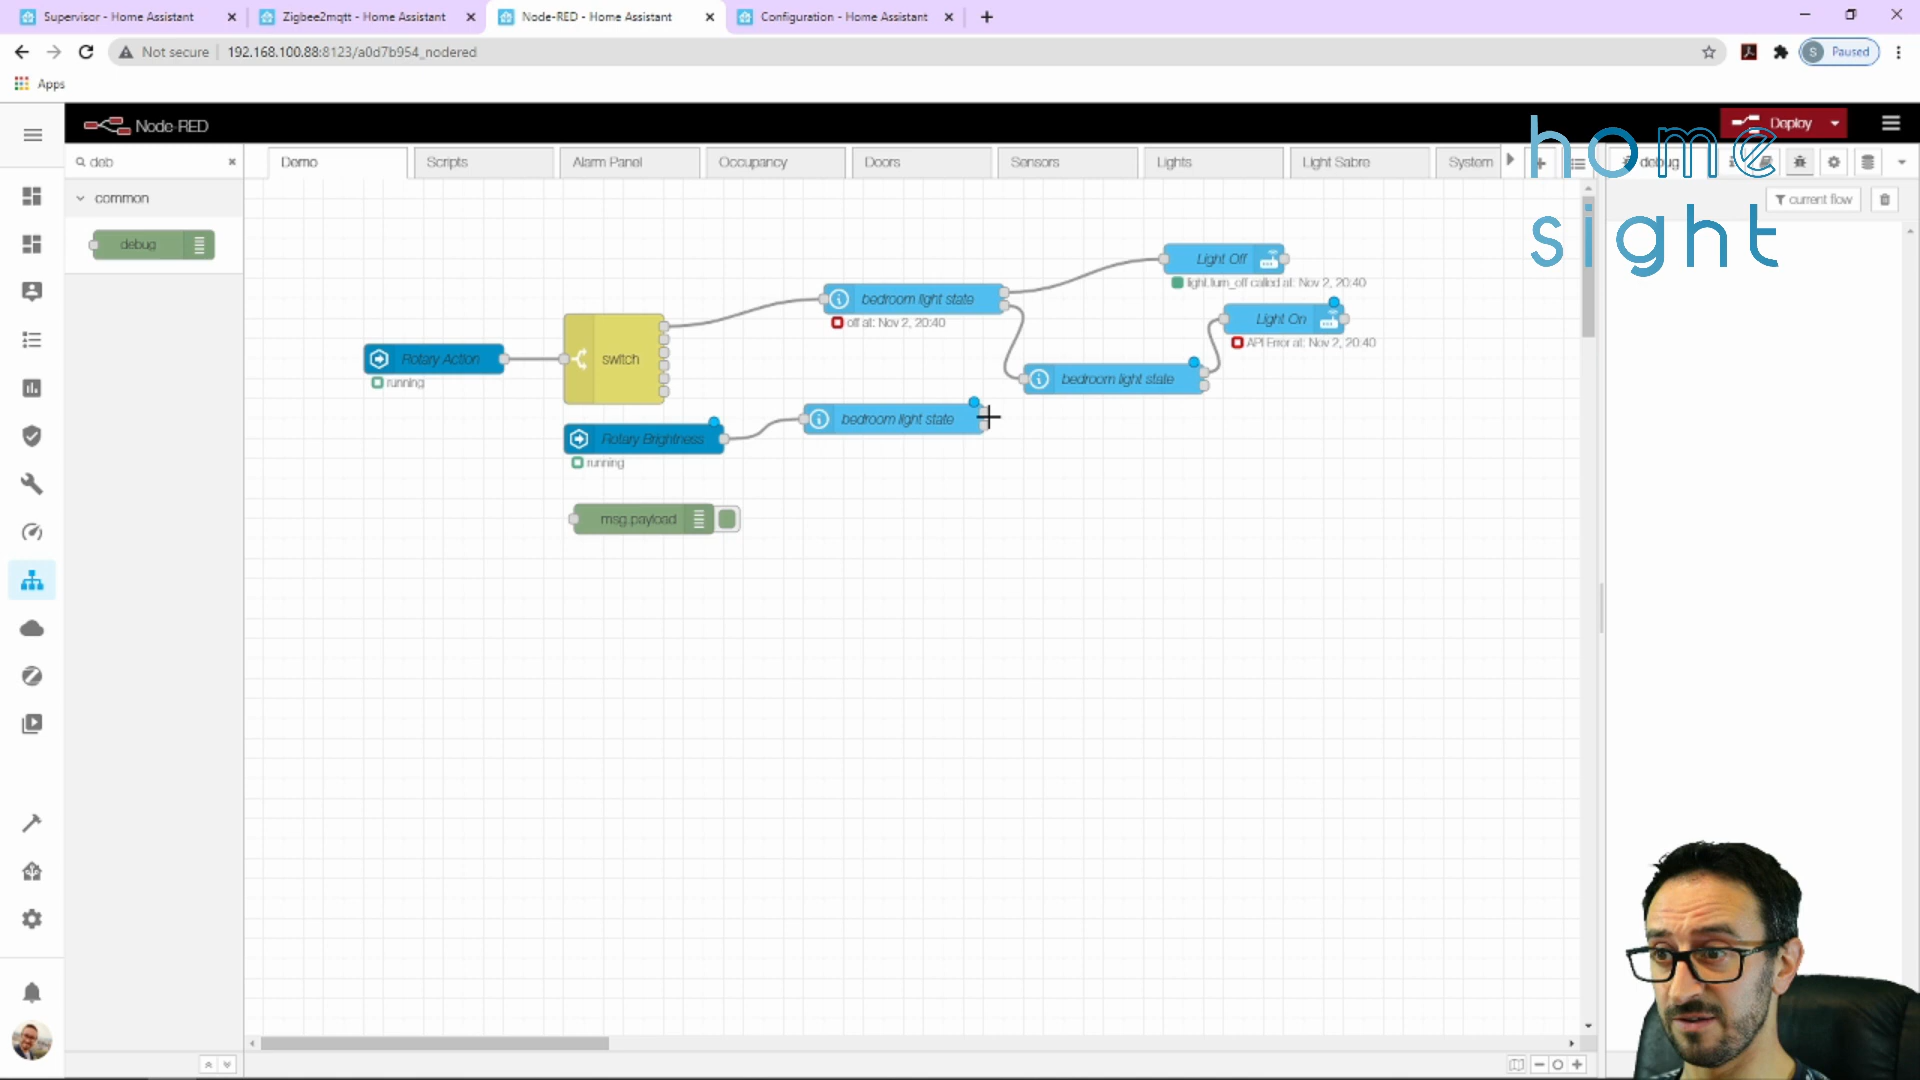 Supervisor - Home Assistant
Zigbee2mqtt - Home Assistant
Node-RED - Home Assistant
Configuration - Home Assistant
Not secure
192.168.100.88:8123/a0d7b954_nodered
S
Paused
Apps
Node-RED
Deploy
deb
Demo
Scripts
Alarm Panel
Occupancy
Doors
Sensors
Lights
Light Sabre
System
debug
home
sight
common
current flow
debug
Light Off
light.turn_off called at: Nov 2, 20:40
bedroom light state
off at: Nov 2, 20:40
Light On
API Error at: Nov 2, 20:40
switch
Rotary Action
running
bedroom light state
bedroom light state
Rotary Brightness
running
msg.payload